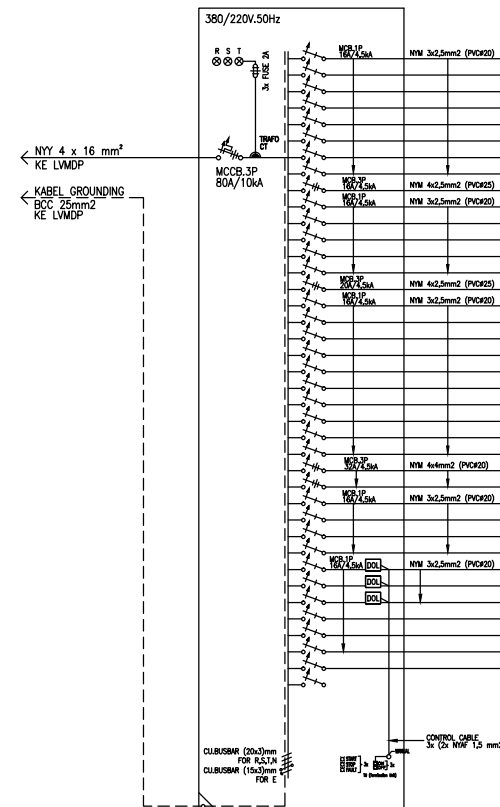 380/220V.50Hz
R S T
3x FUSE 2A
TRAFO
CT
NYY 4 x 16 mm²
KE LVMDP
MCCB.3P
80A/10kA
KABEL GROUNDING
BCC 25mm2
KE LVMDP
MCB.1P
16A/4,5kA
NYM 3x2,5mm2 (PVC#20)
MCB.3P
16A/4,5kA
NYM 4x2,5mm2 (PVC#25)
MCB.1P
16A/4,5kA
NYM 3x2,5mm2 (PVC#20)
MCB.3P
20A/4,5kA
NYM 4x2,5mm2 (PVC#25)
MCB.1P
16A/4,5kA
NYM 3x2,5mm2 (PVC#20)
MCB.3P
32A/4,5kA
NYM 4x4mm2 (PVC#20)
MCB.1P
16A/4,5kA
NYM 3x2,5mm2 (PVC#20)
MCB.1P
16A/4,5kA
DOL
NYM 3x2,5mm2 (PVC#20)
DOL
DOL
CONTROL CABLE
3x (2x NYAF 1,5 mm2
CU.BUSBAR (20x3)mm
FOR R,S,T,N
CU.BUSBAR (15x3)mm
FOR E
MANUAL
START
STOP
FAULT
3x
3x